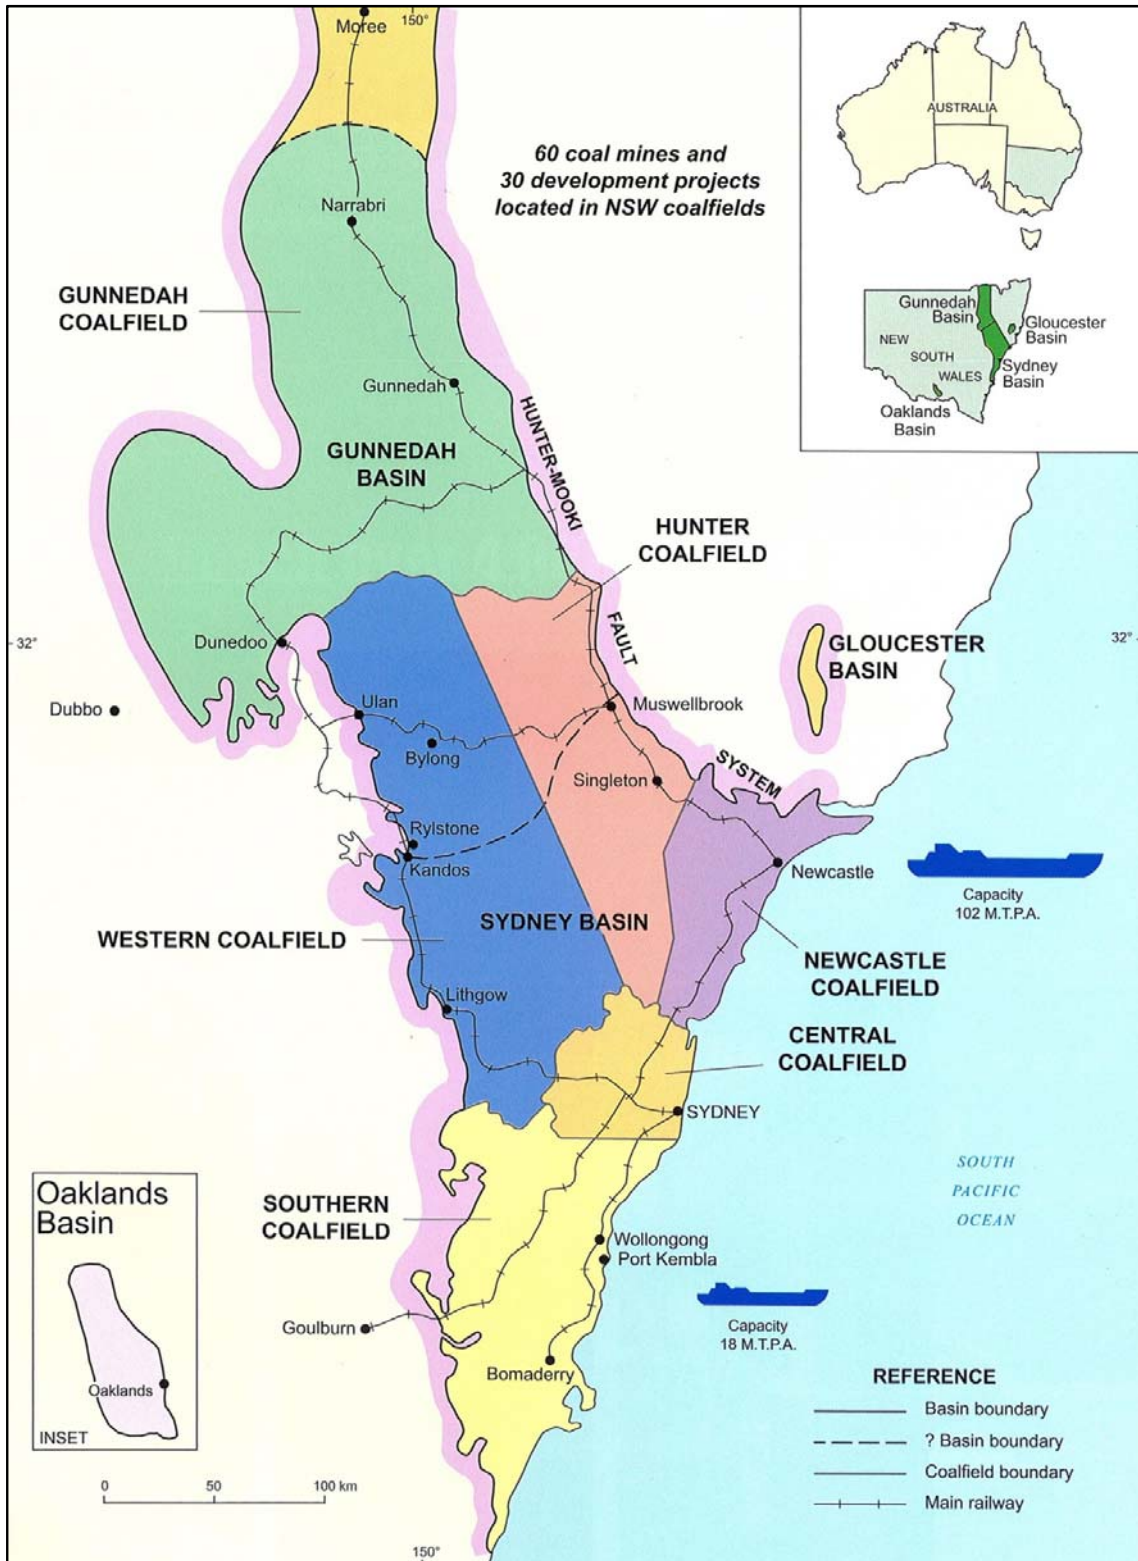 Moree
150°
60 coal mines and
30 development projects
located in NSW coalfields
AUSTRALIA
Gunnedah
Basin
Gloucester
Basin
NEW
SOUTH
WALES
Sydney
Basin
Oaklands
Basin
Narrabri
GUNNEDAH
COALFIELD
Gunnedah
GUNNEDAH
BASIN
HUNTER-MOOKI
FAULT
SYSTEM
HUNTER
COALFIELD
32°
Dunedoo
32°
GLOUCESTER
BASIN
Dubbo
Ulan
Muswellbrook
Bylong
Singleton
Rylstone
Kandos
Newcastle
Capacity
102 M.T.P.A.
WESTERN COALFIELD
SYDNEY BASIN
NEWCASTLE
COALFIELD
Lithgow
CENTRAL
COALFIELD
SYDNEY
SOUTH
PACIFIC
OCEAN
Oaklands
Basin
SOUTHERN
COALFIELD
Wollongong
Port Kembla
Goulburn
Capacity
18 M.T.P.A.
Bomaderry
Oaklands
INSET
REFERENCE
Basin boundary
? Basin boundary
Coalfield boundary
Main railway
0 50 100 km
150°